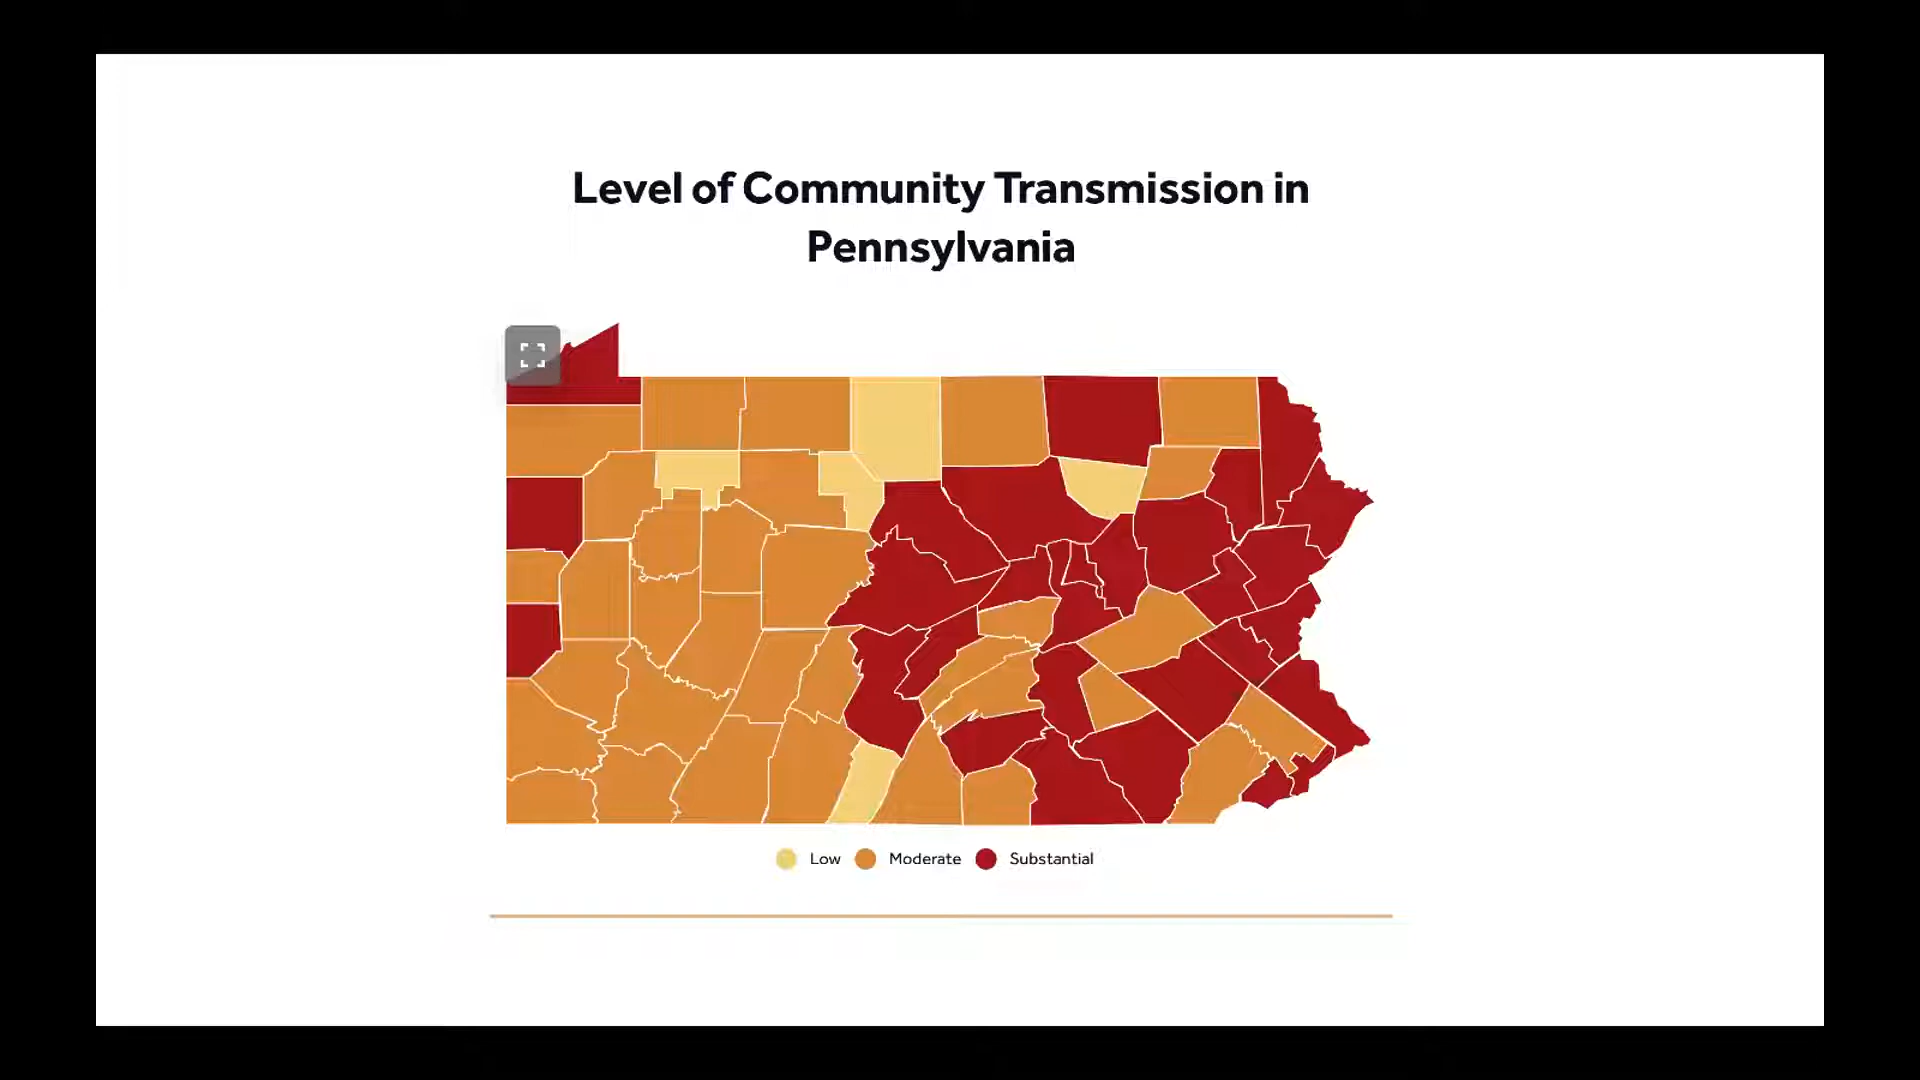 Level of Community Transmission in
Pennsylvania
Low Moderate Substantial